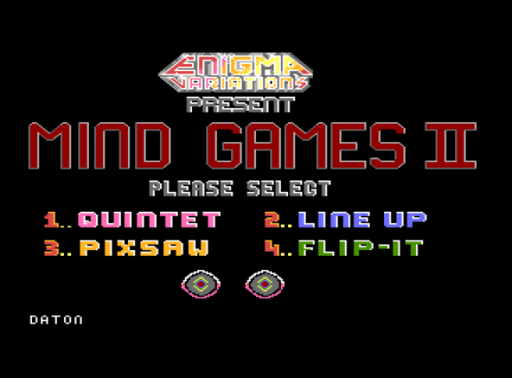 ENIGMA
VARIATIONS
PRESENT
MIND GAMES II
PLEASE SELECT
1.. QUINTET 2.. LINE UP
3.. PIXSAW 4.. FLIP-IT
DATON